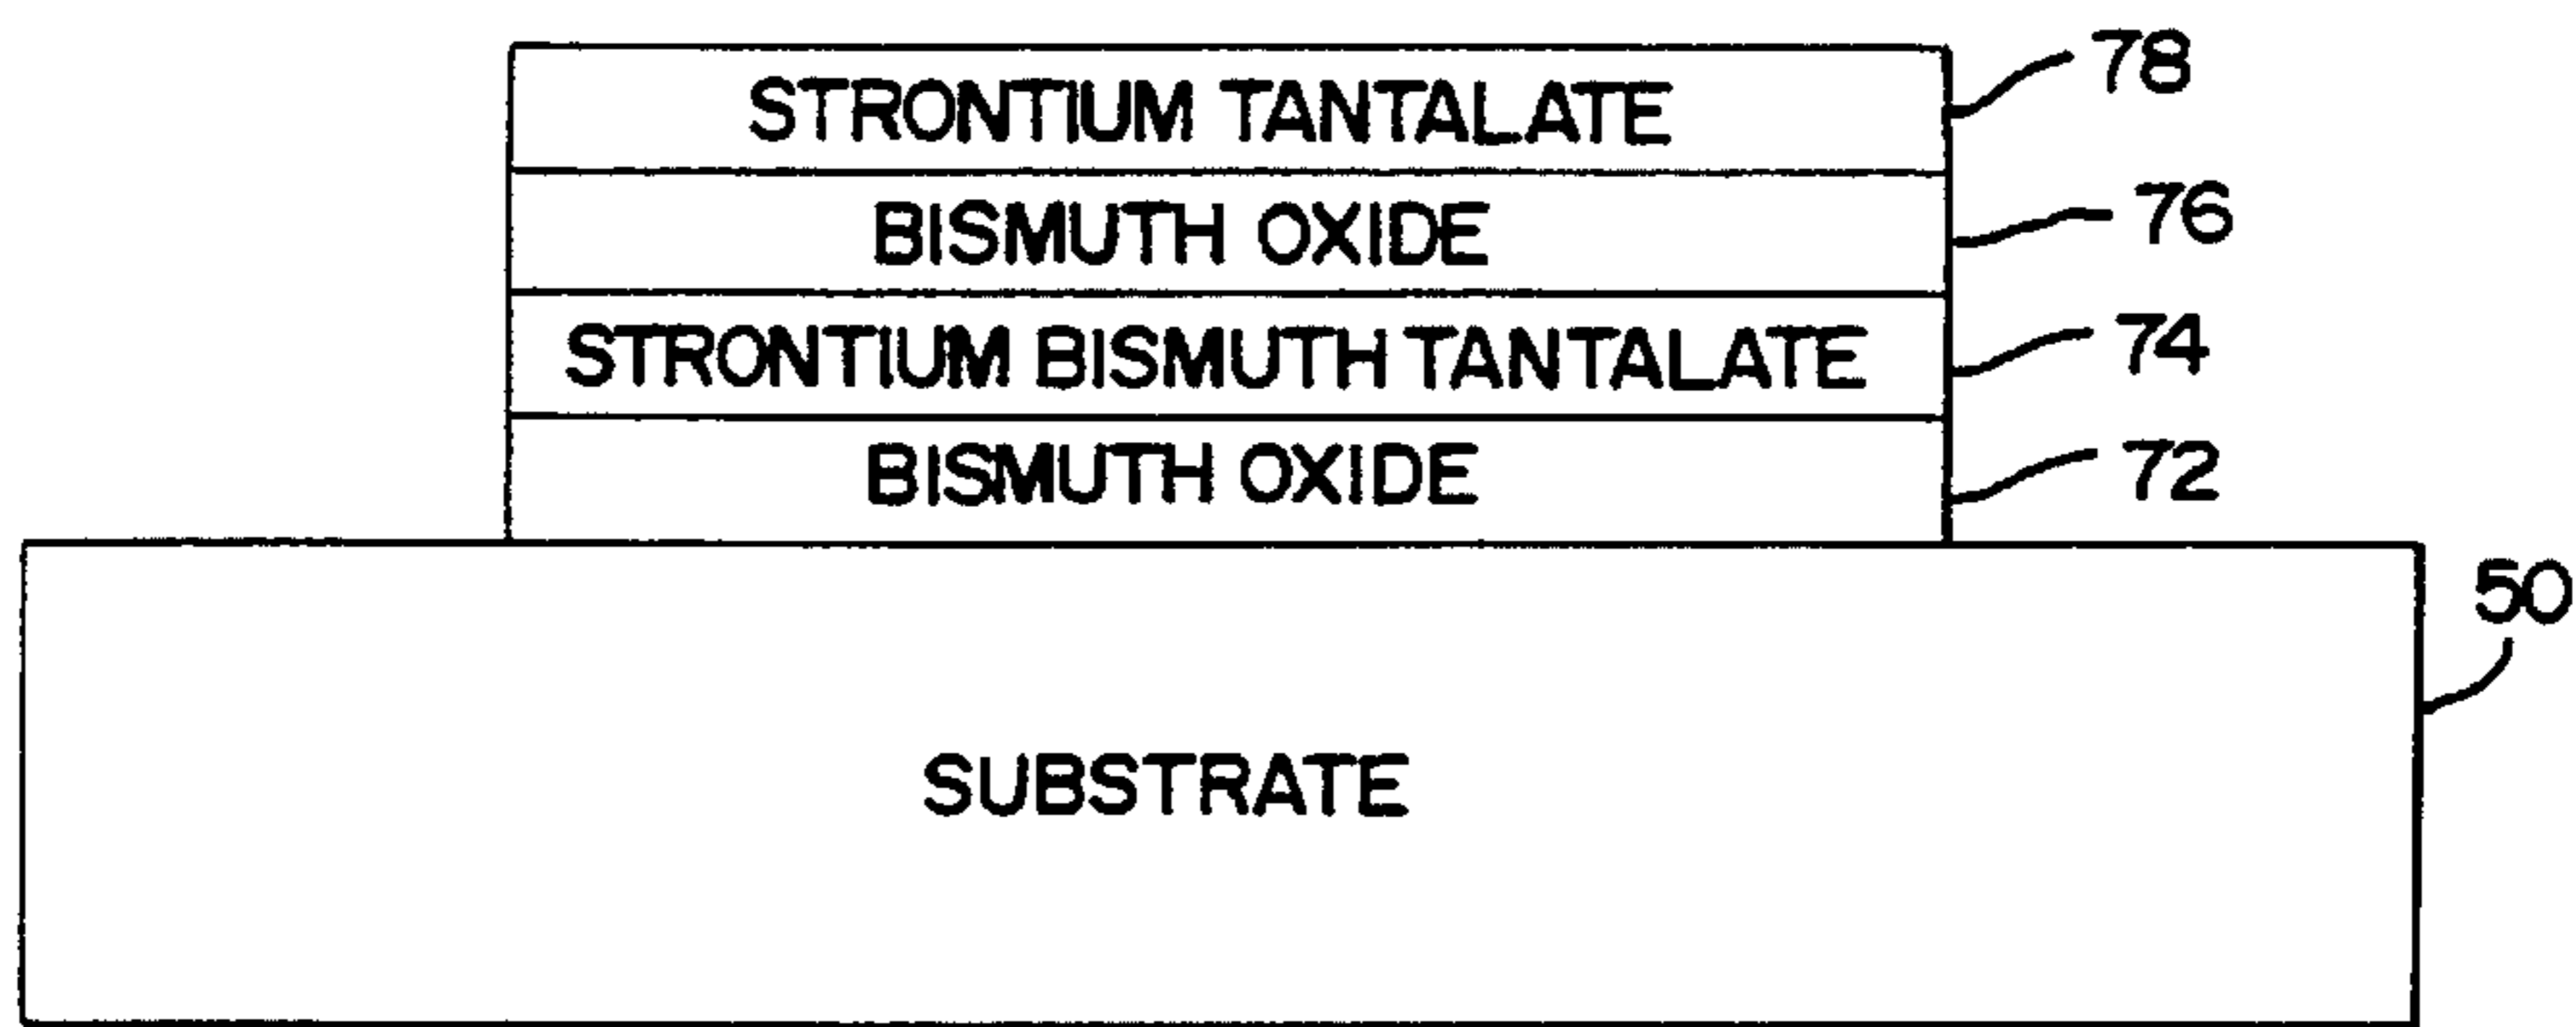 STRONTIUM TANTALATE 78
BISMUTH OXIDE 76
STRONTIUM BISMUTH TANTALATE 74
BISMUTH OXIDE 72
50
SUBSTRATE